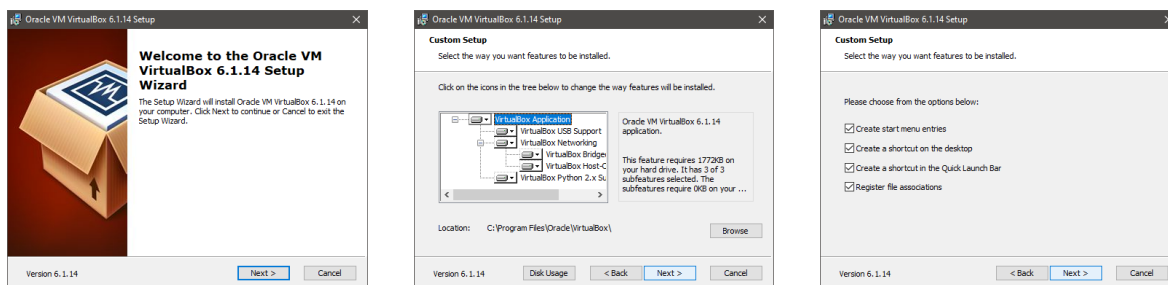 Oracle VM VirtualBox 6.1.14 Setup
Welcome to the Oracle VM
VirtualBox 6.1.14 Setup
Wizard
The Setup Wizard will install Oracle VM VirtualBox 6.1.14 on
your computer. Click Next to continue or Cancel to exit the
Setup Wizard.
Version 6.1.14
Next >
Cancel
Oracle VM VirtualBox 6.1.14 Setup
Custom Setup
Select the way you want features to be installed.
Click on the icons in the tree below to change the way features will be installed.
VirtualBox Application
VirtualBox USB Support
VirtualBox Networking
VirtualBox Bridge
VirtualBox Host-C
VirtualBox Python 2.x Su
Oracle VM VirtualBox 6.1.14
application.
This feature requires 1772KB on
your hard drive. It has 3 of 3
subfeatures selected. The
subfeatures require 0KB on your ...
Location: C:\Program Files\Oracle\VirtualBox\
Browse
Version 6.1.14
Disk Usage
< Back
Next >
Cancel
Oracle VM VirtualBox 6.1.14 Setup
Custom Setup
Select the way you want features to be installed.
Please choose from the options below:
Create start menu entries
Create a shortcut on the desktop
Create a shortcut in the Quick Launch Bar
Register file associations
Version 6.1.14
< Back
Next >
Cancel